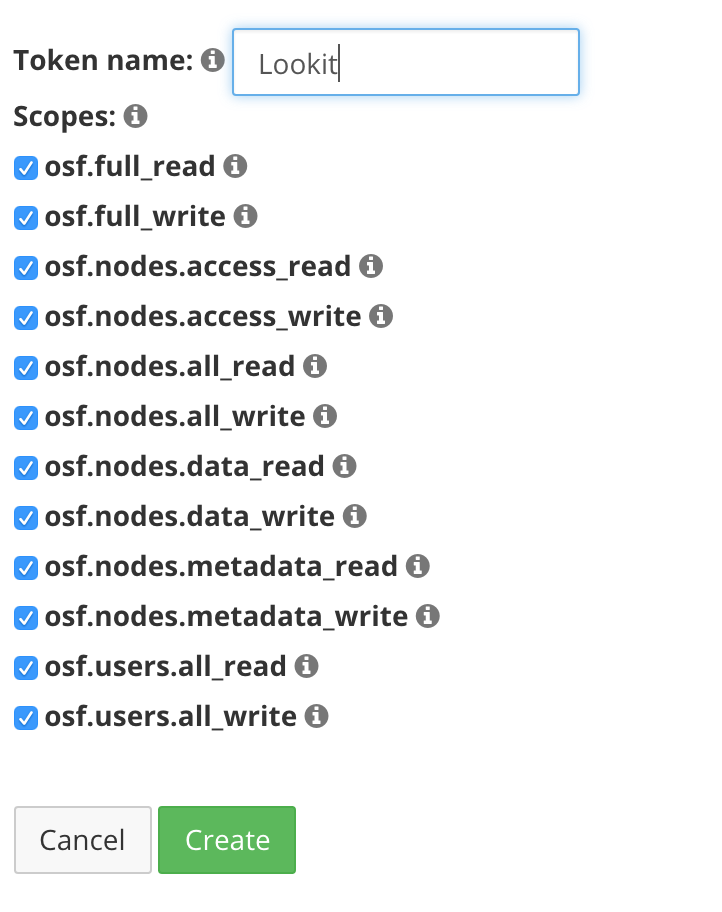 Token name: Lookit
Scopes:
osf.full_read
osf.full_write
osf.nodes.access_read
osf.nodes.access_write
osf.nodes.all_read
osf.nodes.all_write
osf.nodes.data_read
osf.nodes.data_write
osf.nodes.metadata_read
osf.nodes.metadata_write
osf.users.all_read
osf.users.all_write
Cancel Create